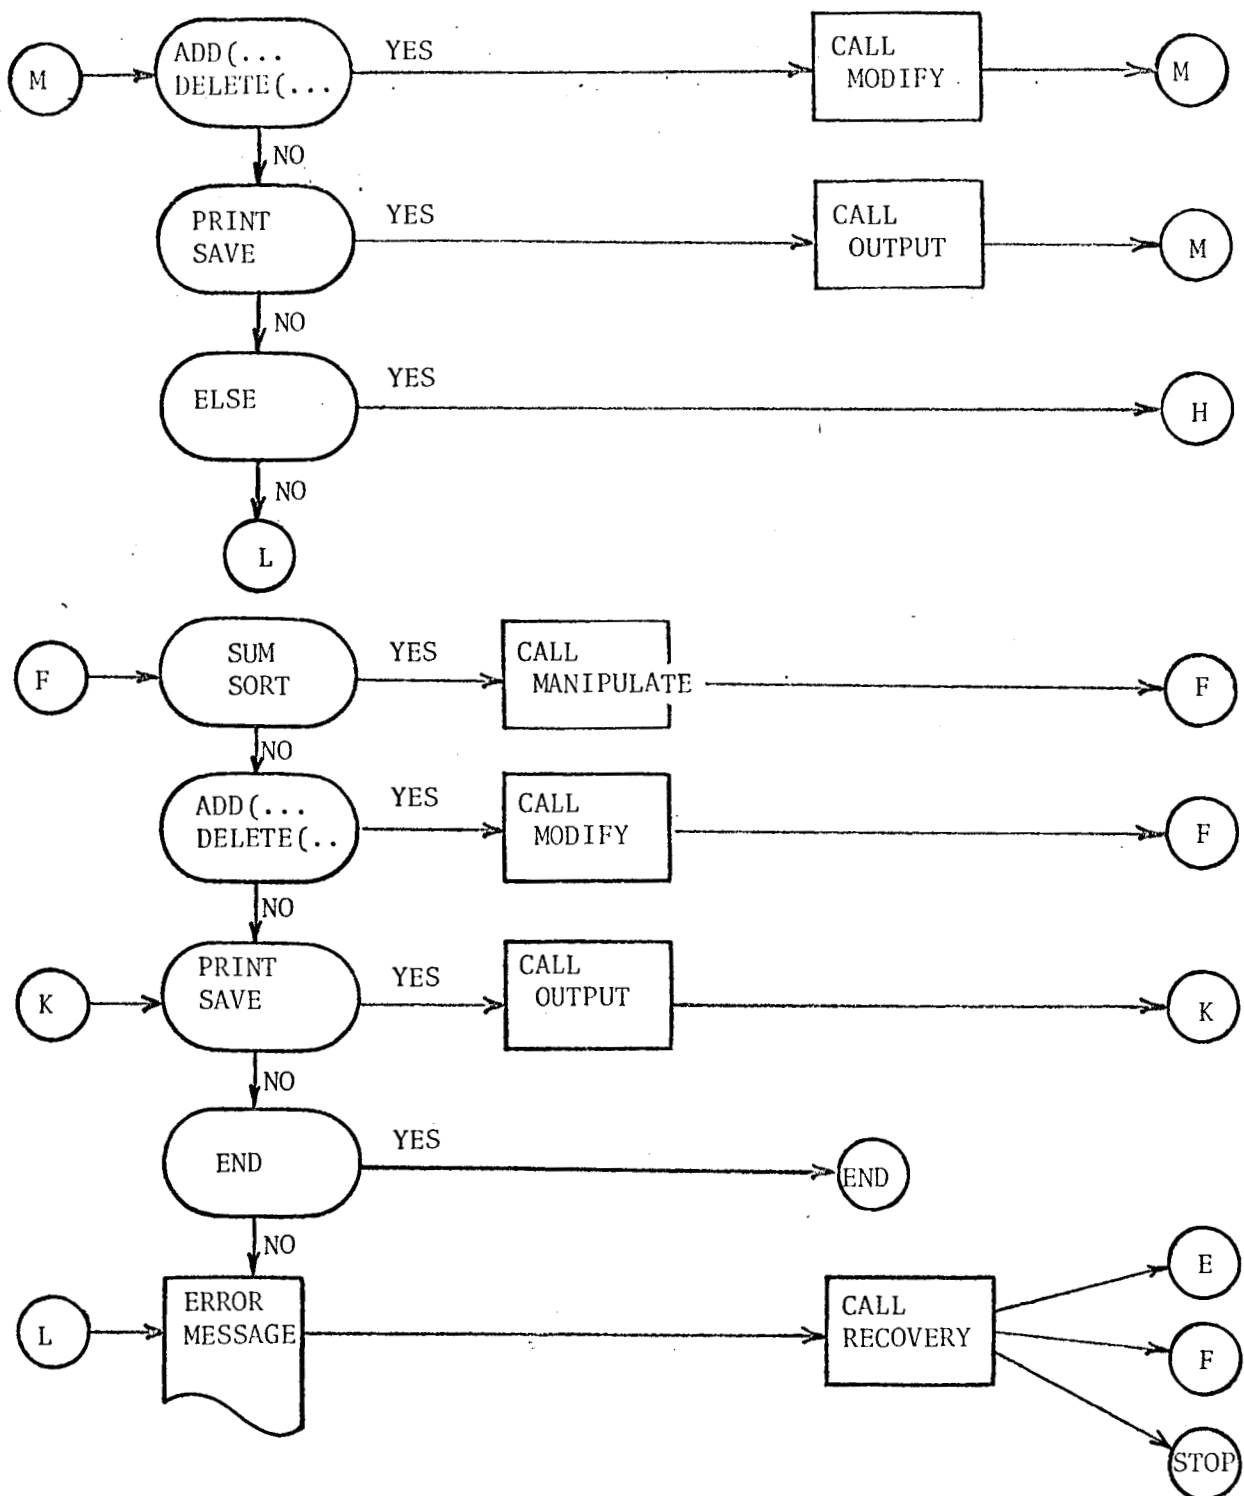 M
ADD(...
DELETE(...
YES
CALL
MODIFY
M
NO
PRINT
SAVE
YES
CALL
OUTPUT
M
NO
ELSE
YES
H
NO
L
F
SUM
SORT
YES
CALL
MANIPULATE
F
NO
ADD(...
DELETE(..
YES
CALL
MODIFY
F
NO
K
PRINT
SAVE
YES
CALL
OUTPUT
K
NO
END
YES
END
NO
L
ERROR
MESSAGE
CALL
RECOVERY
E
F
STOP